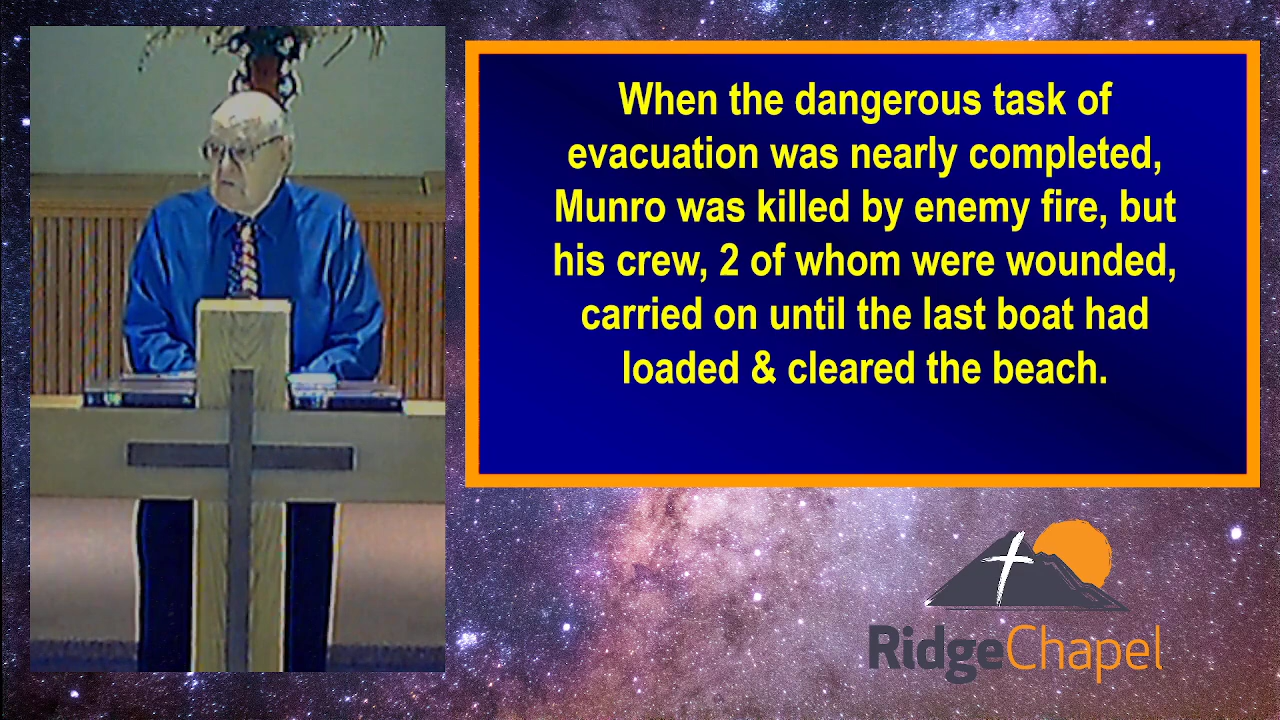 When the dangerous task of
evacuation was nearly completed,
Munro was killed by enemy fire, but
his crew, 2 of whom were wounded,
carried on until the last boat had
loaded & cleared the beach.
RidgeChapel